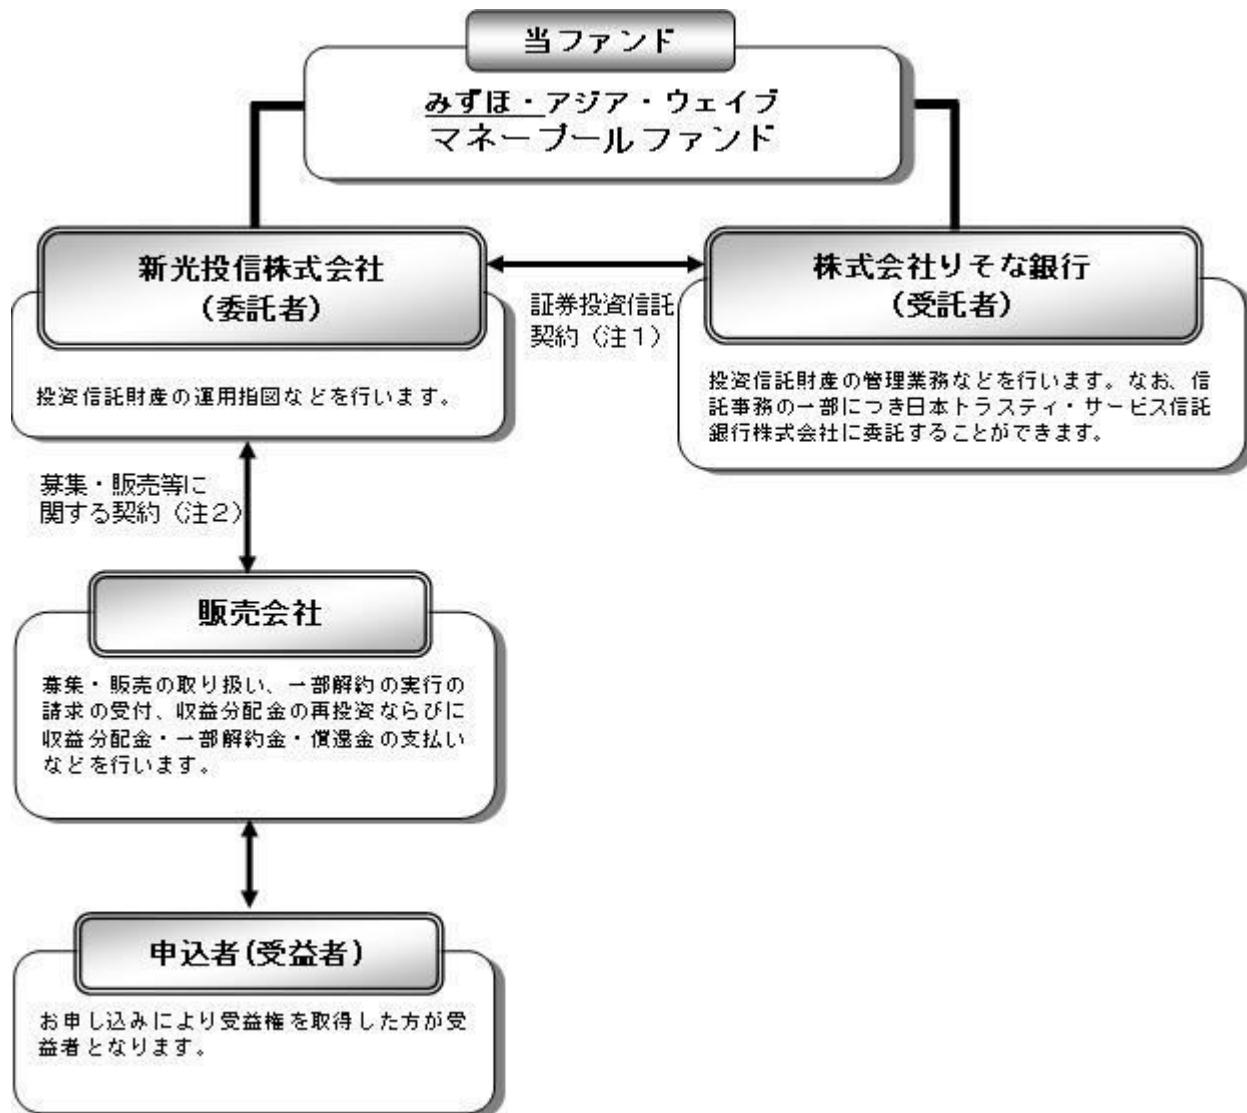 当ファンド
みずほ・アジア・ウェイブ
マネープールファンド
新光投信株式会社
(委託者)
株式会社りそな銀行
(受託者)
証券投資信託
契約（注１）
投資信託財産の運用指図などを行います。
投資信託財産の管理業務などを行います。なお、信
託事務の一部につき日本トラスティ・サービス信託
銀行株式会社に委託することができます。
募集・販売等に
関する契約（注２）
販売会社
募集・販売の取り扱い、一部解約の実行の
請求の受付、収益分配金の再投資ならびに
収益分配金・一部解約金・償還金の支払い
などを行います。
申込者(受益者)
お申し込みにより受益権を取得した方が受
益者となります。